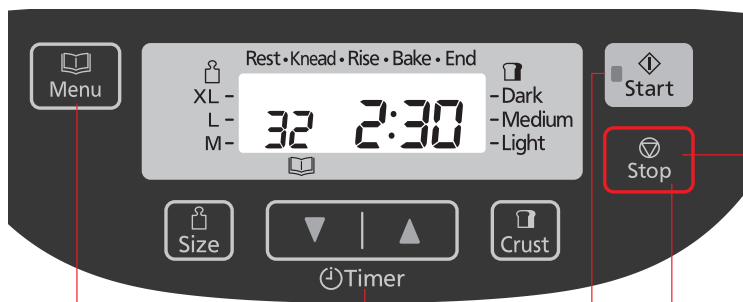 Menu
Rest • Knead • Rise • Bake • End
XL -
L -
M -
32
2:30
- Dark
- Medium
- Light
Start
Stop
Size
Timer
Crust